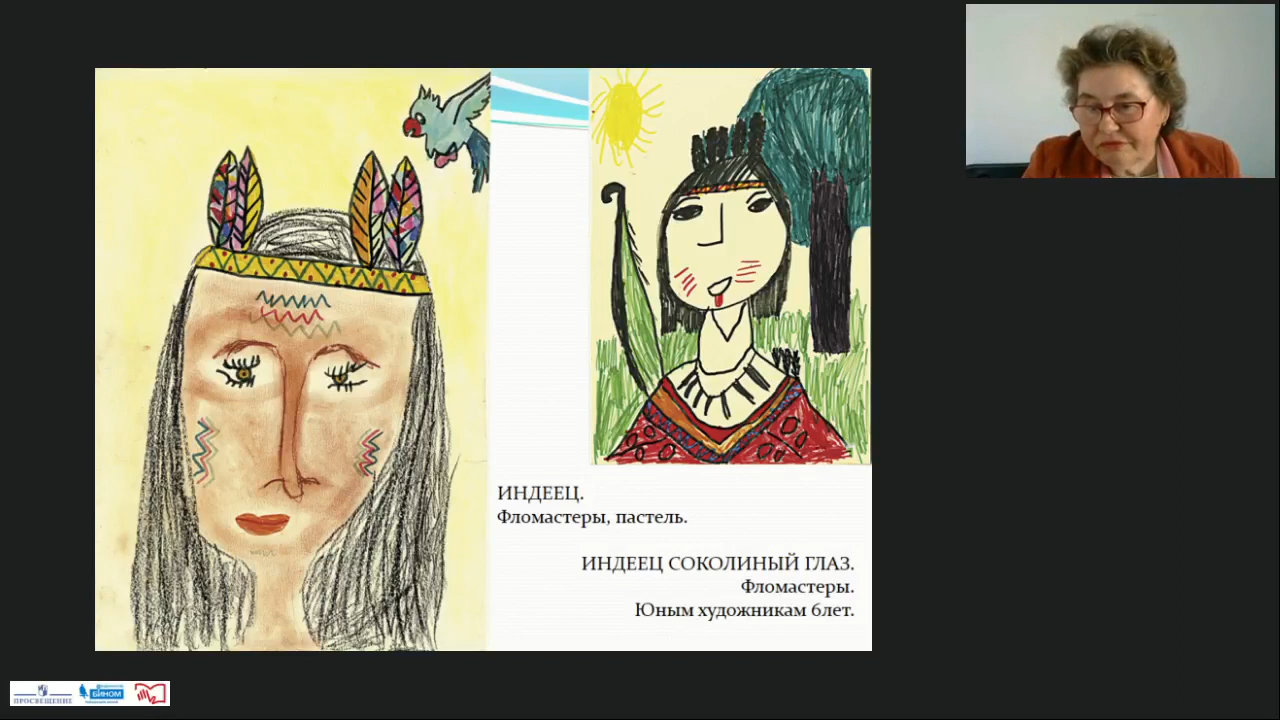 ИНДЕЕЦ.
Фломастеры, пастель.
ИНДЕЕЦ СОКОЛИНЫЙ ГЛАЗ.
Фломастеры.
Юным художникам 6лет.
ПРОСВЕЩЕНИЕ
БИНОМ